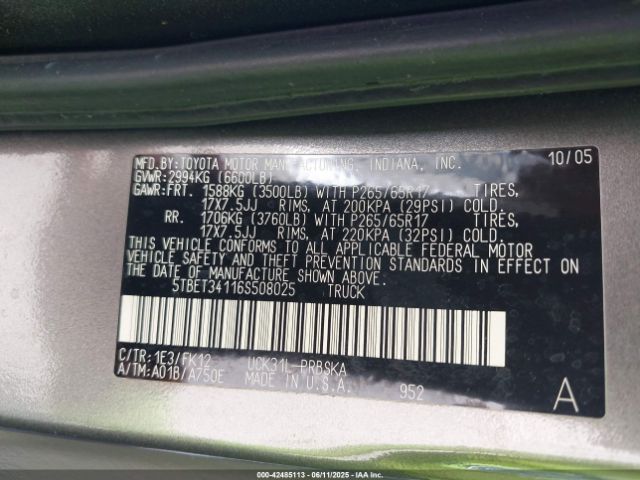 MFD.BY:TOYOTA MOTOR MANUFACTURING, INDIANA, INC. 10/05
GVWR:2994KG (6600LB)
GAWR:FRT. 1588KG (3500LB) WITH P265/65R17 TIRES,
17X7.5JJ RIMS, AT 200KPA (29PSI) COLD.
RR. 1706KG (3760LB) WITH P265/65R17 TIRES,
17X7.5JJ RIMS, AT 220KPA (32PSI) COLD.
THIS VEHICLE CONFORMS TO ALL APPLICABLE FEDERAL MOTOR
VEHICLE SAFETY AND THEFT PREVENTION STANDARDS IN EFFECT
ON THE DATE OF MANUFACTURE SHOWN ABOVE.
5TBET34116S508025 TRUCK
C/TR:1E3/FK12 UCK31L-PRBSKA
A/TM:A01B/A750E MADE IN U.S.A. 952 A
000-42485113 - 06/11/2025 - IAA Inc.